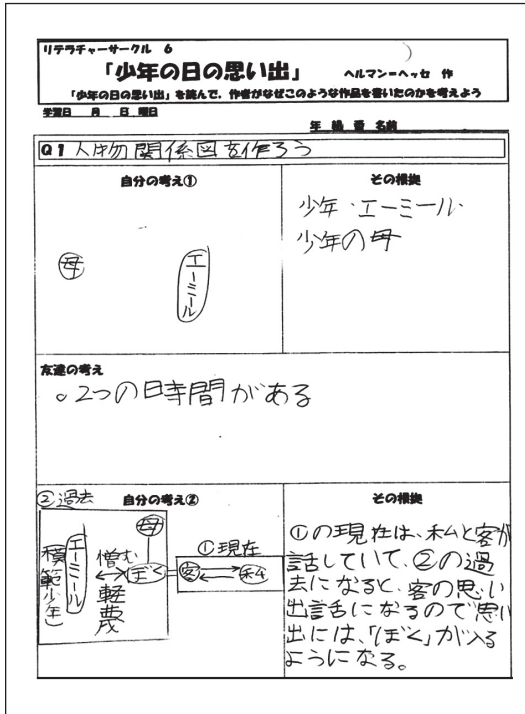 リテラチャーサークル 6
「少年の日の思い出」 ヘルマン=ヘッセ 作
「少年の日の思い出」を読んで、作者がなぜこのような作品を書いたのかを考えよう
学習日 月 日 曜日
年 組 番 名前
Q1 人物関係図を作ろう
自分の考え①
母
エーミール
その根拠
少年・エーミール・
少年の母
友達の考え
。2つの時間がある
②過去
自分の考え②
母
エーミール
(模範少年)
憎む
軽蔑
ぼく
①現在
客
私
その根拠
①の現在は、私と客が
話していて、②の過
去になると、客の思い
出話になるので思い
出には、「ぼく」が入る
ようになる。